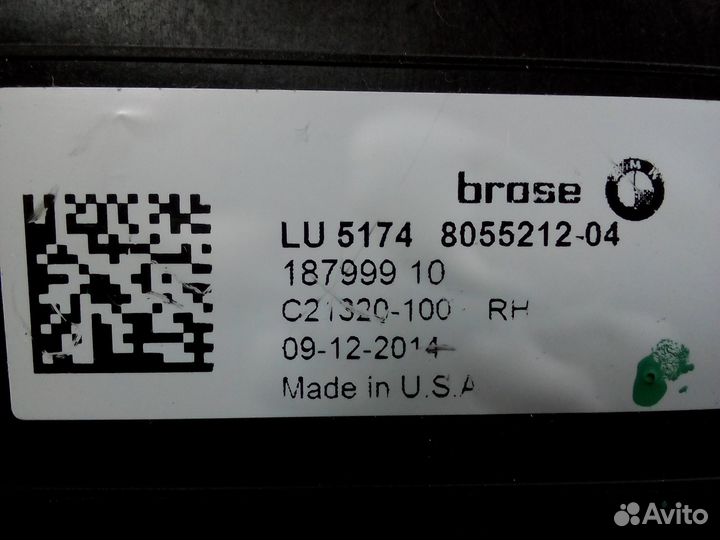 brose
LU 5174 8055212-04
187999 10
C21320-100 RH
09-12-2014
Made in U.S.A
Avito